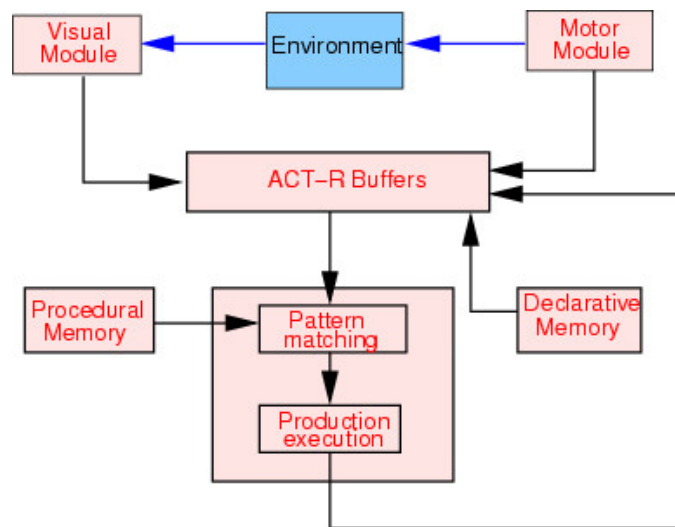 Visual
Module
Environment
Motor
Module
ACT-R Buffers
Procedural
Memory
Pattern
matching
Declarative
Memory
Production
execution